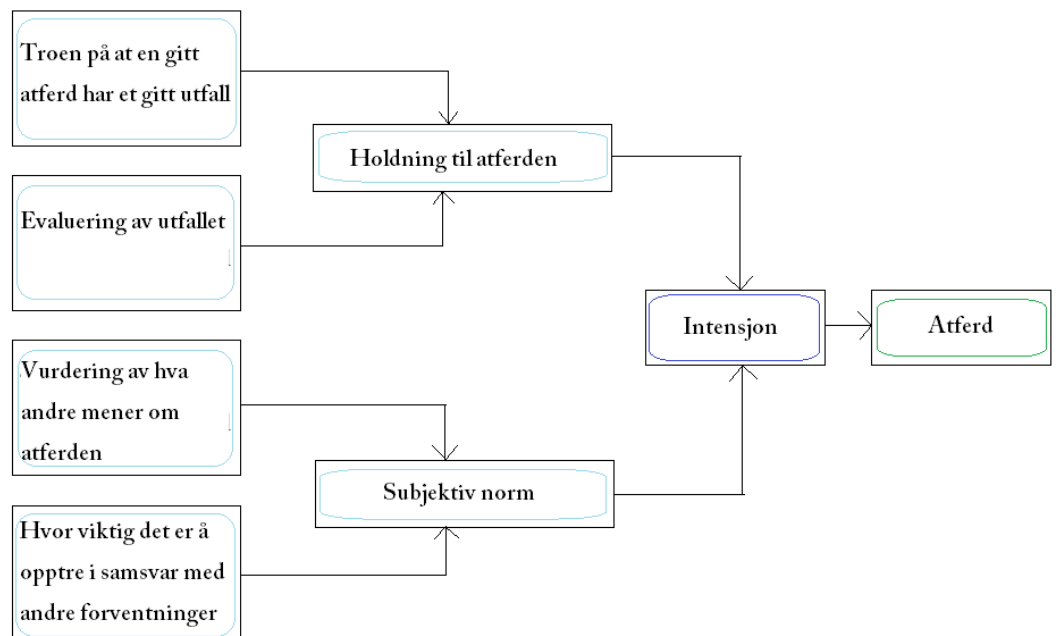 Troen på at en gitt
atferd har et gitt utfall
Holdning til atferden
Evaluering av utfallet
Intensjon
Atferd
Vurdering av hva
andre mener om
atferden
Subjektiv norm
Hvor viktig det er å
opptre i samsvar med
andre forventninger